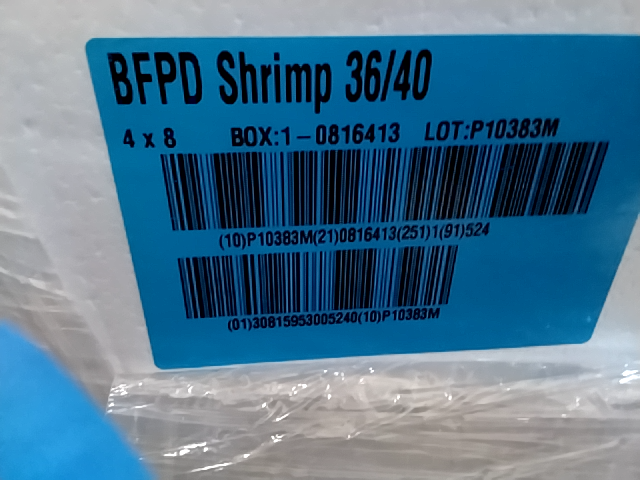 BFPD Shrimp 36/40
4 x 8 BOX:1-0816413 LOT:P10383M
(10)P10383M(21)0816413(251)1(91)524
(01)30815953005240(10)P10383M